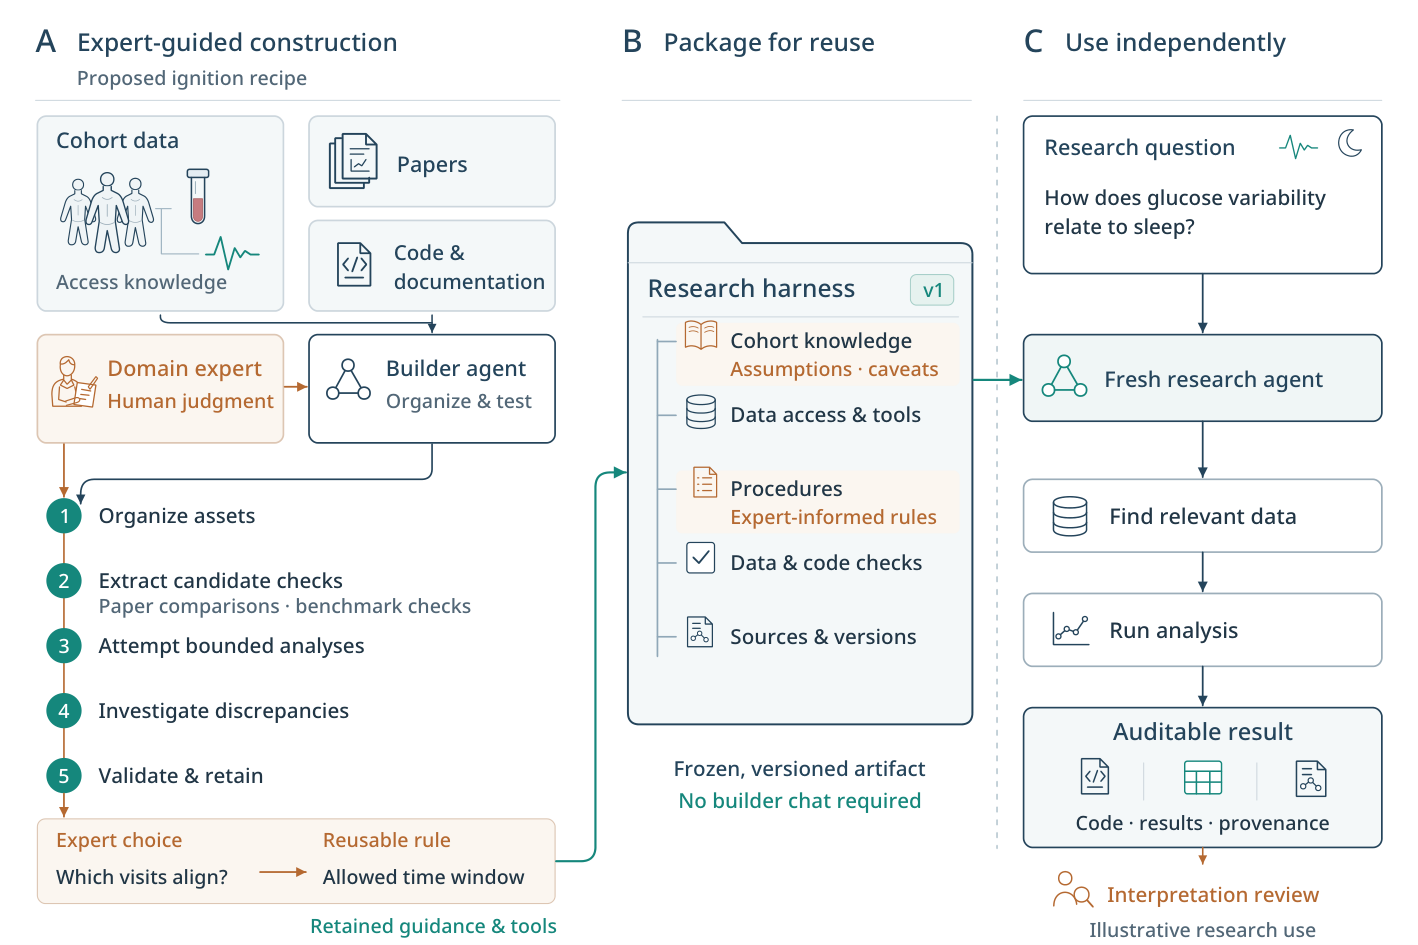 A Expert-guided construction
Proposed ignition recipe
Cohort data
Access knowledge
Papers
Code &
documentation
Domain expert
Human judgment
Builder agent
Organize & test
1 Organize assets
2 Extract candidate checks
Paper comparisons · benchmark checks
3 Attempt bounded analyses
4 Investigate discrepancies
5 Validate & retain
Expert choice
Which visits align?
Reusable rule
Allowed time window
Retained guidance & tools
B Package for reuse
Research harness v1
Cohort knowledge
Assumptions · caveats
Data access & tools
Procedures
Expert-informed rules
Data & code checks
Sources & versions
Frozen, versioned artifact
No builder chat required
C Use independently
Research question
How does glucose variability
relate to sleep?
Fresh research agent
Find relevant data
Run analysis
Auditable result
Code · results · provenance
Interpretation review
Illustrative research use